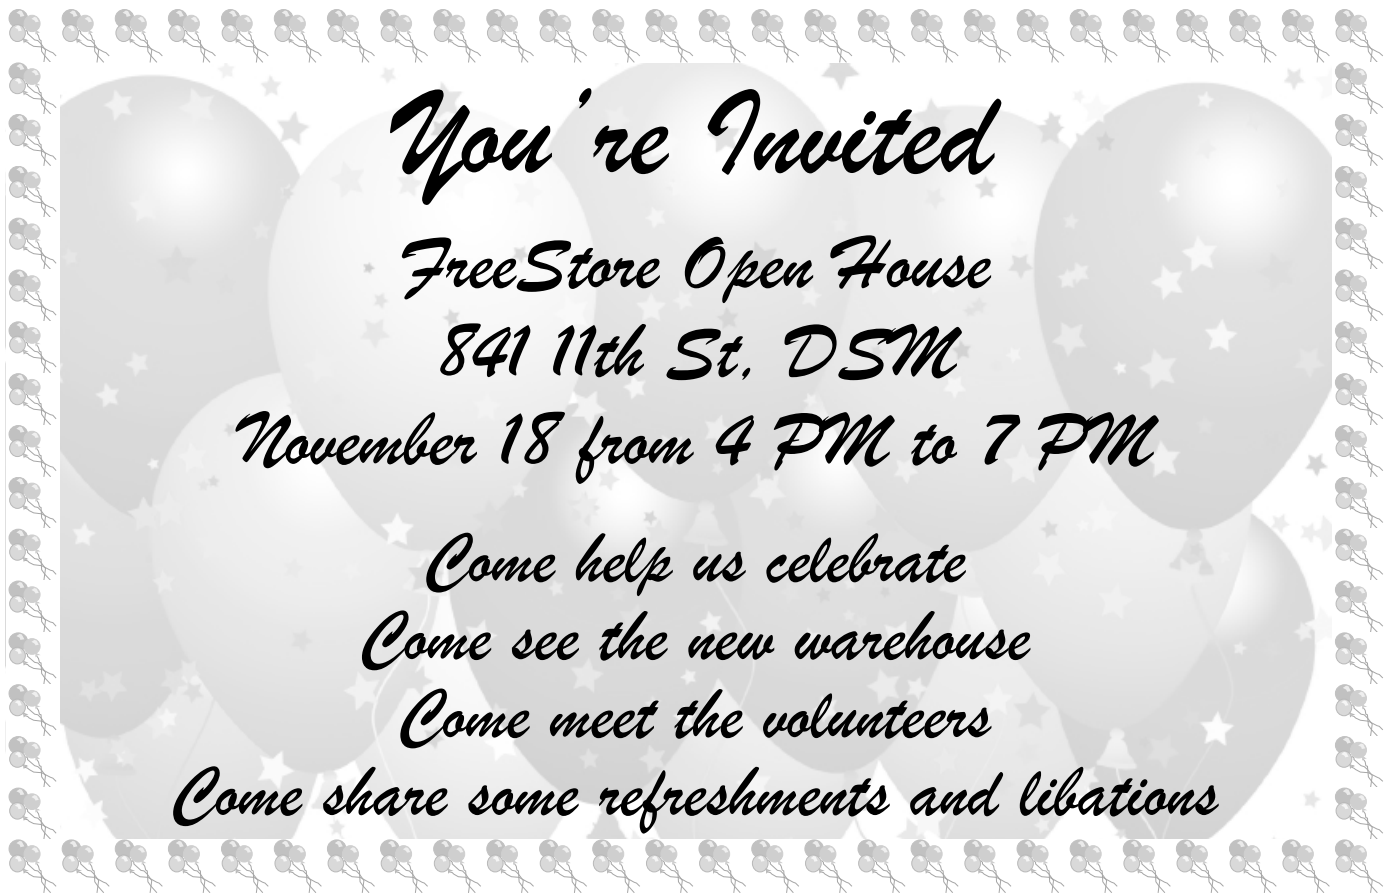 You're Invited
FreeStore Open House
841 11th St, DSM
November 18 from 4 PM to 7 PM
Come help us celebrate
Come see the new warehouse
Come meet the volunteers
Come share some refreshments and libations